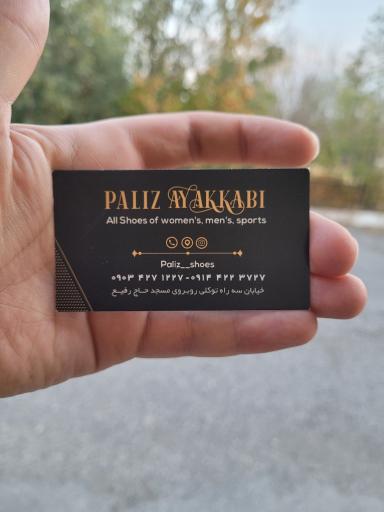 PALIZ AYAKKABI
All Shoes of women's, men's, sports
Paliz__shoes
۰۹۰۳ ۴۲۷ ۱۲۲۷-۰۹۱۴ ۴۲۲ ۳۷۲۷
خیابان سه راه توکلی روبروی مسجد حاج رفیع